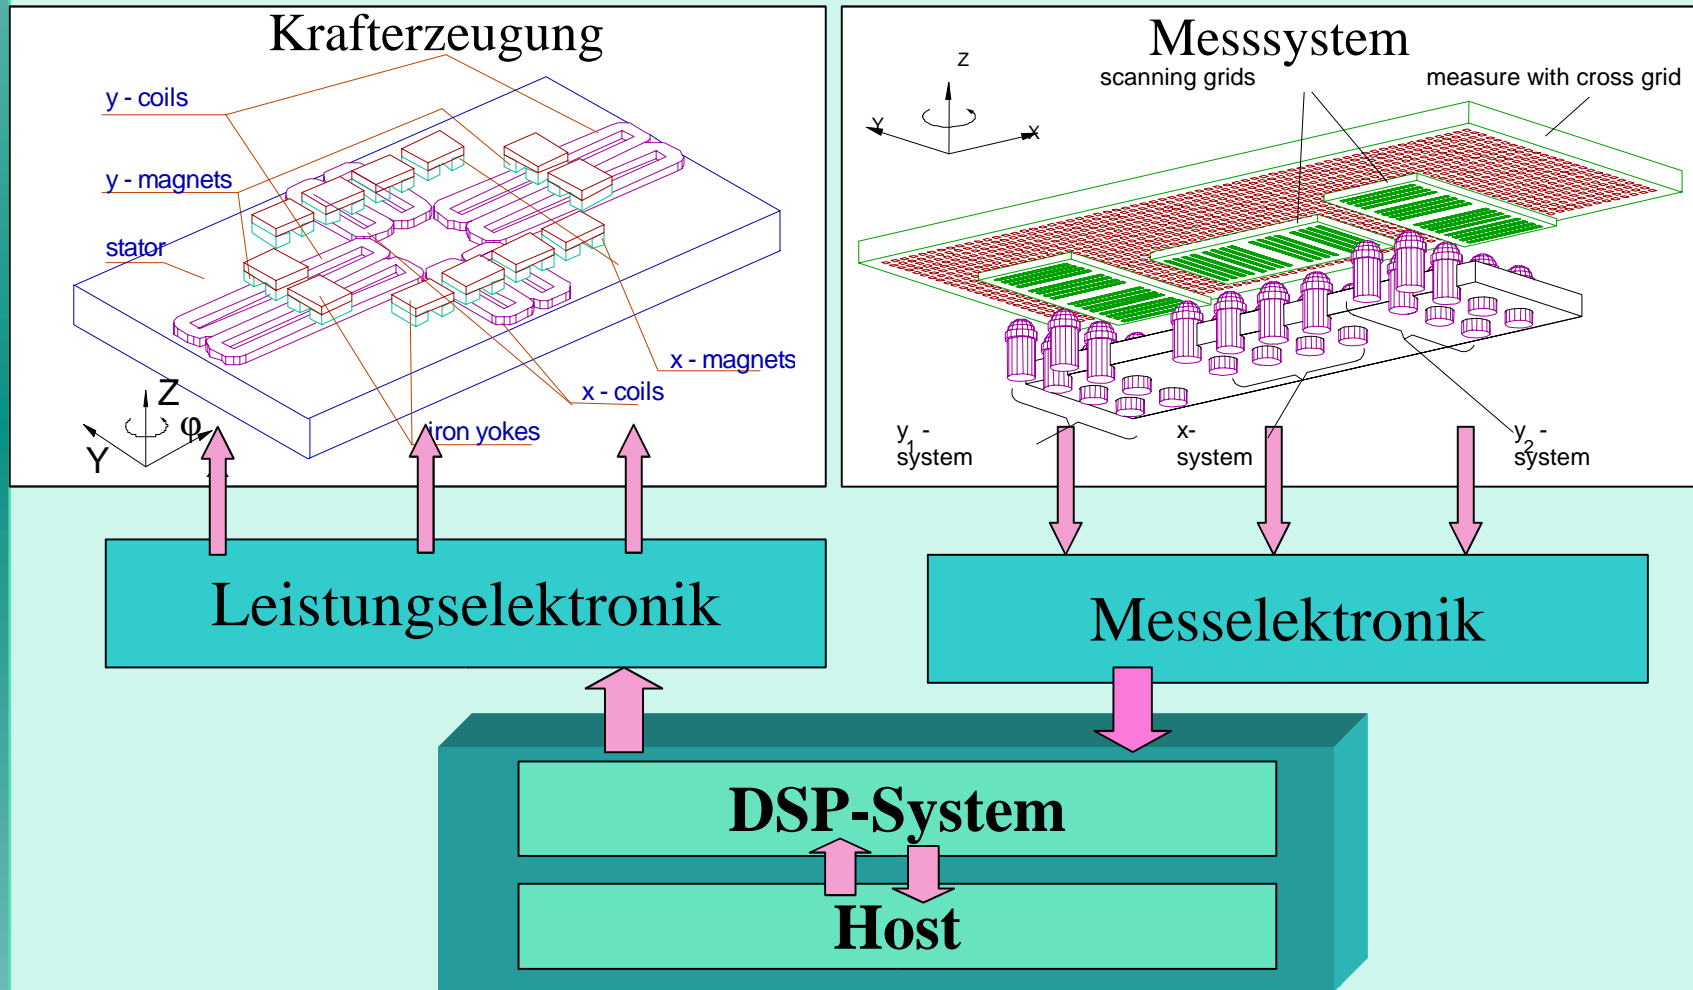 Krafterzeugung
y - coils
y - magnets
stator
x - magnets
x - coils
iron yokes
Z
φ
Y
Messsystem
scanning grids
measure with cross grid
Z
Y
X
y1 -
system
x-
system
y2 -
system
Leistungselektronik
Messelektronik
DSP-System
Host